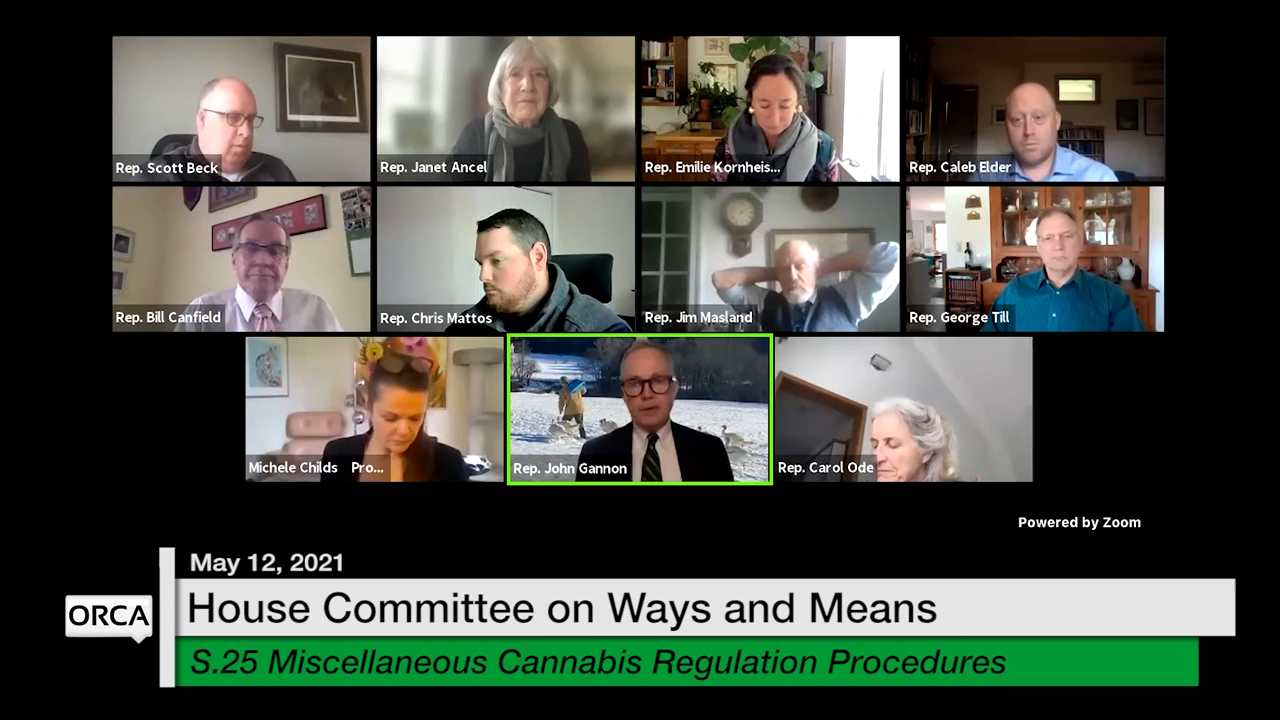 Rep. Scott Beck
Rep. Janet Ancel
Rep. Emilie Kornheis...
Rep. Caleb Elder
Rep. Bill Canfield
Rep. Chris Mattos
Rep. Jim Masland
Rep. George Till
Michele Childs Pro...
Rep. John Gannon
Rep. Carol Ode
Powered by Zoom
May 12, 2021
ORCA
House Committee on Ways and Means
S.25 Miscellaneous Cannabis Regulation Procedures